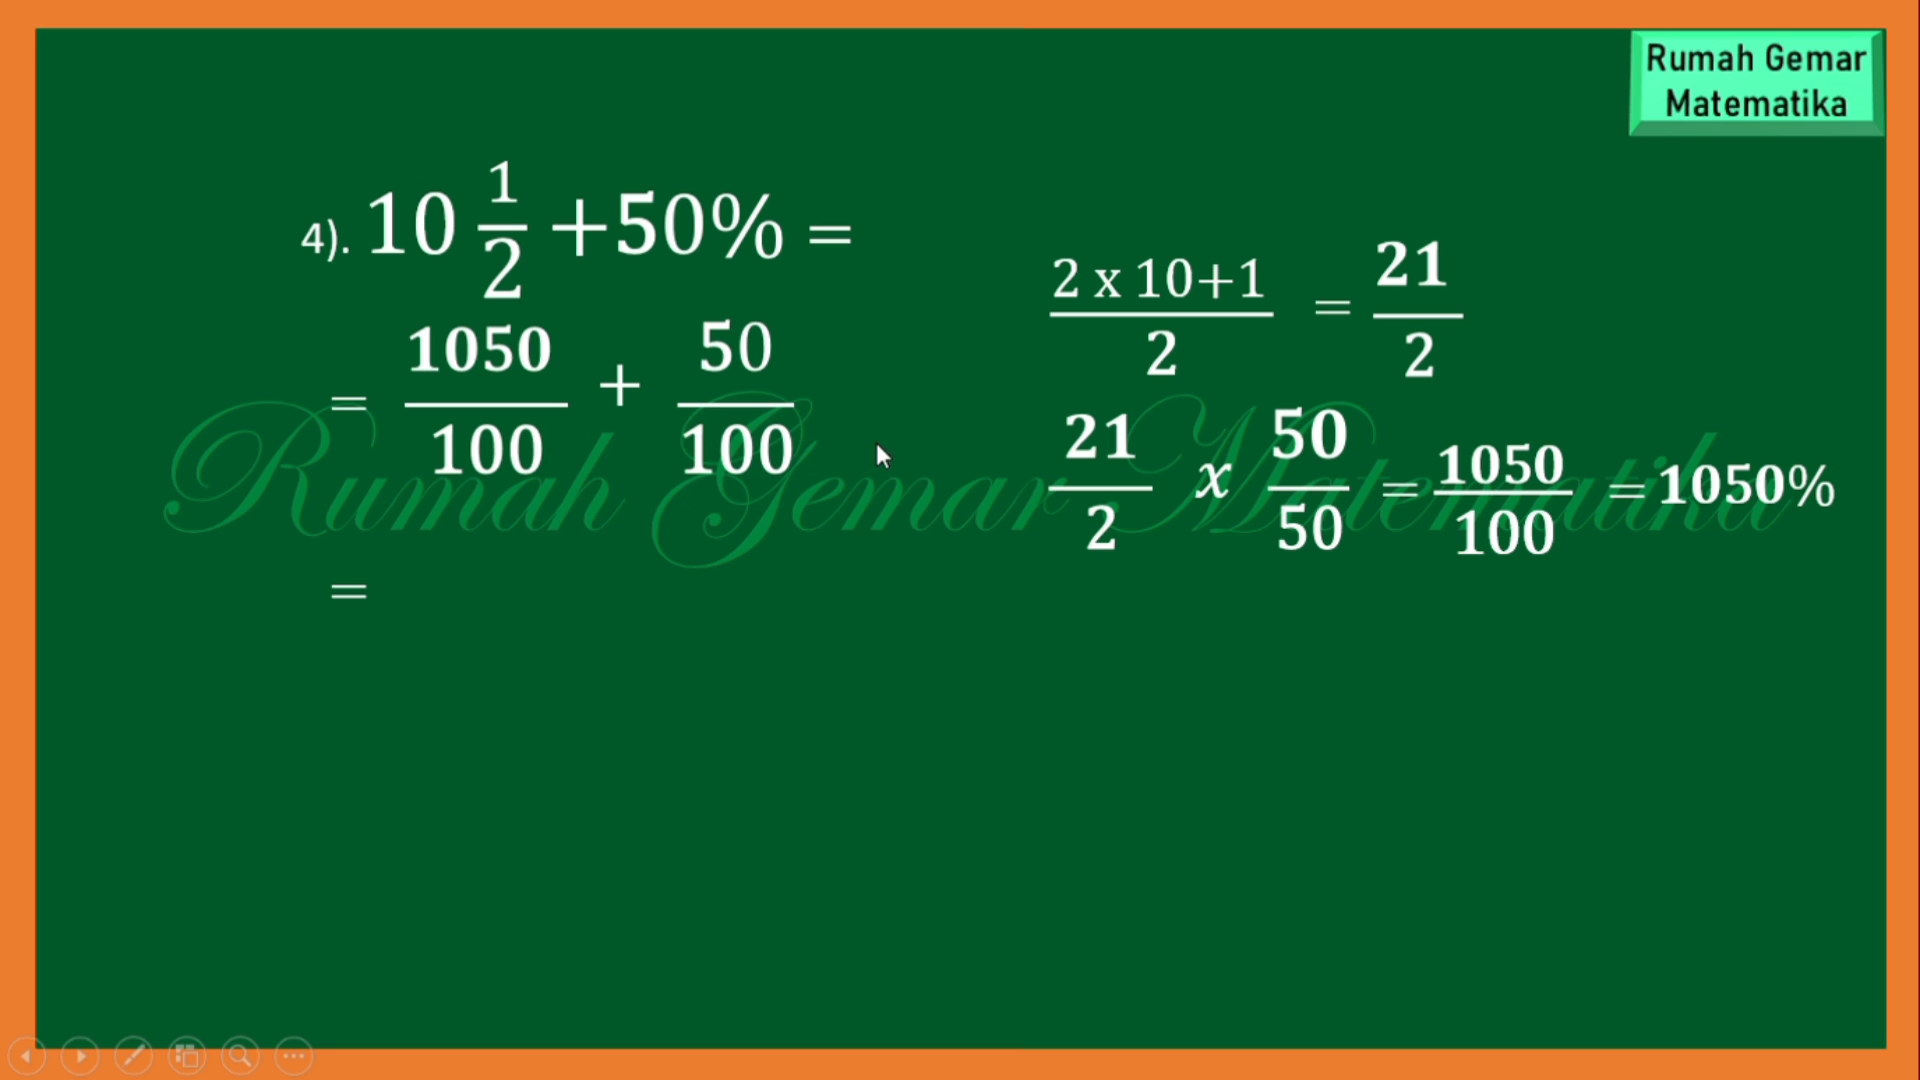 Rumah Gemar
Matematika
4). 10 1/2 +50% =
= 1050/100 + 50/100
=
2 x 10+1/2 = 21/2
21/2 x 50/50 = 1050/100 = 1050%
Rumah Gemar Matematika